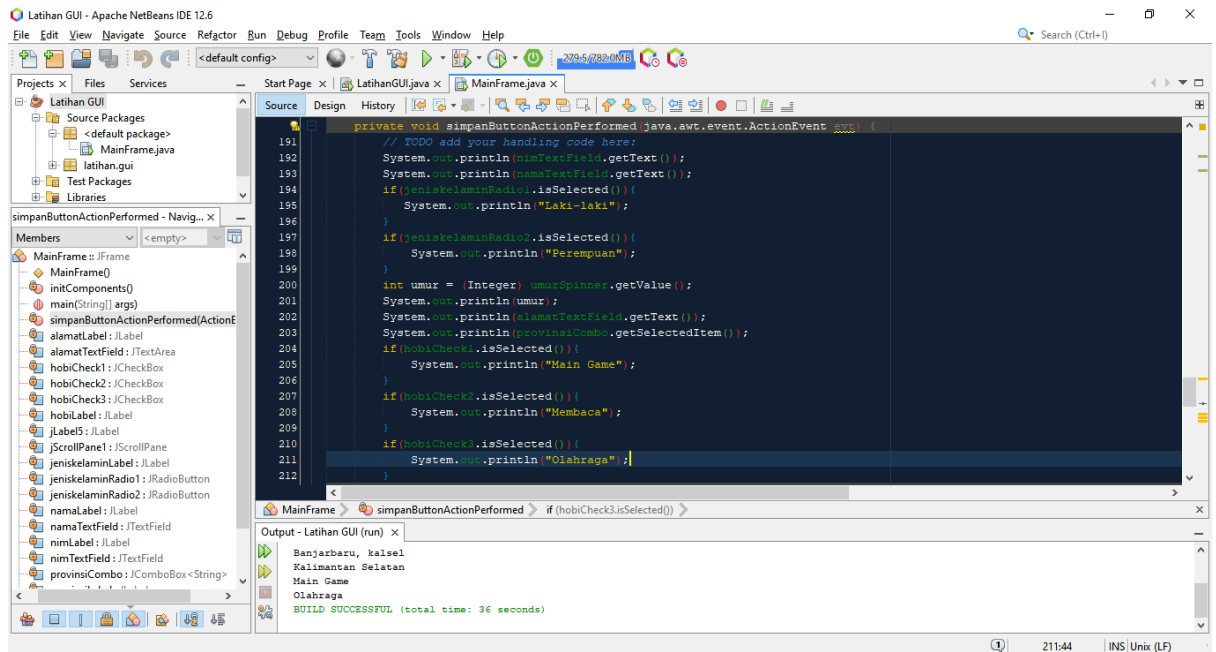 Latihan GUI - Apache NetBeans IDE 12.6
File Edit View Navigate Source Refactor Run Debug Profile Team Tools Window Help
Search (Ctrl+I)
<default config>
279.5/782.0MB
Projects Files Services
Start Page LatihanGUI.java MainFrame.java
Latihan GUI
Source Packages
<default package>
MainFrame.java
latihan.gui
Test Packages
Libraries
Source Design History
private void simpanButtonActionPerformed(java.awt.event.ActionEvent evt) {
191 // TODO add your handling code here:
192 System.out.println(nimTextField.getText());
193 System.out.println(namaTextField.getText());
194 if(jeniskelaminRadio1.isSelected()){
195 System.out.println("Laki-laki");
196 }
197 if(jeniskelaminRadio2.isSelected()){
198 System.out.println("Perempuan");
199 }
200 int umur = (Integer) umurSpinner.getValue();
201 System.out.println(umur);
202 System.out.println(alamatTextField.getText());
203 System.out.println(provinsiCombo.getSelectedItem());
204 if(hobiCheck1.isSelected()){
205 System.out.println("Main Game");
206 }
207 if(hobiCheck2.isSelected()){
208 System.out.println("Membaca");
209 }
210 if(hobiCheck3.isSelected()){
211 System.out.println("Olahraga");
212 }
simpanButtonActionPerformed - Navig...
Members <empty>
MainFrame :: JFrame
MainFrame()
initComponents()
main(String[] args)
simpanButtonActionPerformed(ActionE
alamatLabel : JLabel
alamatTextField : JTextArea
hobiCheck1 : JCheckBox
hobiCheck2 : JCheckBox
hobiCheck3 : JCheckBox
hobiLabel : JLabel
jLabel5 : JLabel
jScrollPane1 : JScrollPane
jeniskelaminLabel : JLabel
jeniskelaminRadio1 : JRadioButton
jeniskelaminRadio2 : JRadioButton
namaLabel : JLabel
namaTextField : JTextField
nimLabel : JLabel
nimTextField : JTextField
provinsiCombo : JComboBox<String>
MainFrame simpanButtonActionPerformed if (hobiCheck3.isSelected())
Output - Latihan GUI (run)
Banjarbaru, kalsel
Kalimantan Selatan
Main Game
Olahraga
BUILD SUCCESSFUL (total time: 36 seconds)
1 211:44 INS Unix (LF)